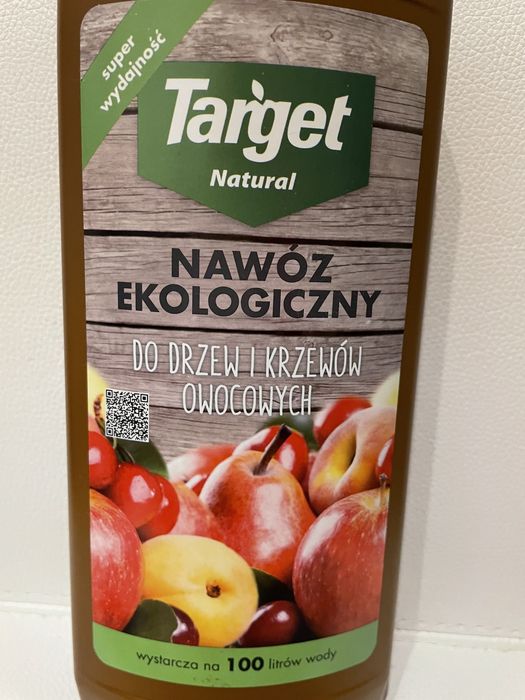 super
wydajność
Target
Natural
NAWÓZ
EKOLOGICZNY
DO DRZEW I KRZEWÓW
OWOCOWYCH
wystarcza na 100 litrów wody